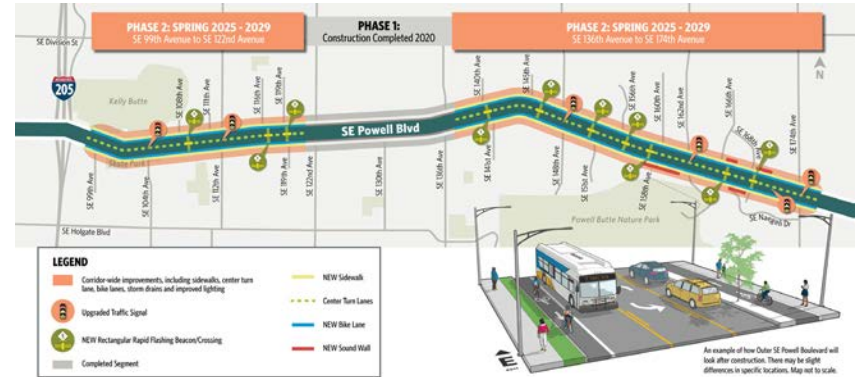 PHASE 2: SPRING 2025 - 2029
SE 99th Avenue to SE 122nd Avenue
PHASE 1:
Construction Completed 2020
PHASE 2: SPRING 2025 - 2029
SE 136th Avenue to SE 174th Avenue
SE Division St
205
Kelly Butte
SE 108th Ave
SE 111th Ave
SE 116th Ave
SE 119th Ave
SE 140th Ave
SE 145th Ave
SE 156th Ave
SE 160th Ave
SE 162nd Ave
SE 166th Ave
SE 168th Ave
SE 174th Ave
N
SE Powell Blvd
Skate Park
SE 99th Ave
SE 104th Ave
SE 112th Ave
SE 119th Ave
SE 122nd Ave
SE 130th Ave
SE 136th Ave
SE 141st Ave
SE 148th Ave
SE 151st Ave
SE 158th Ave
SE Naegeli Dr
Powell Butte Nature Park
SE Holgate Blvd
LEGEND
Corridor-wide improvements, including sidewalks, center turn
lane, bike lanes, storm drains and improved lighting
Upgraded Traffic Signal
NEW Rectangular Rapid Flashing Beacon/Crossing
Completed Segment
NEW Sidewalk
Center Turn Lanes
NEW Bike Lane
NEW Sound Wall
An example of how Outer SE Powell Boulevard will
look after construction. There may be slight
differences in specific locations. Map not to scale.